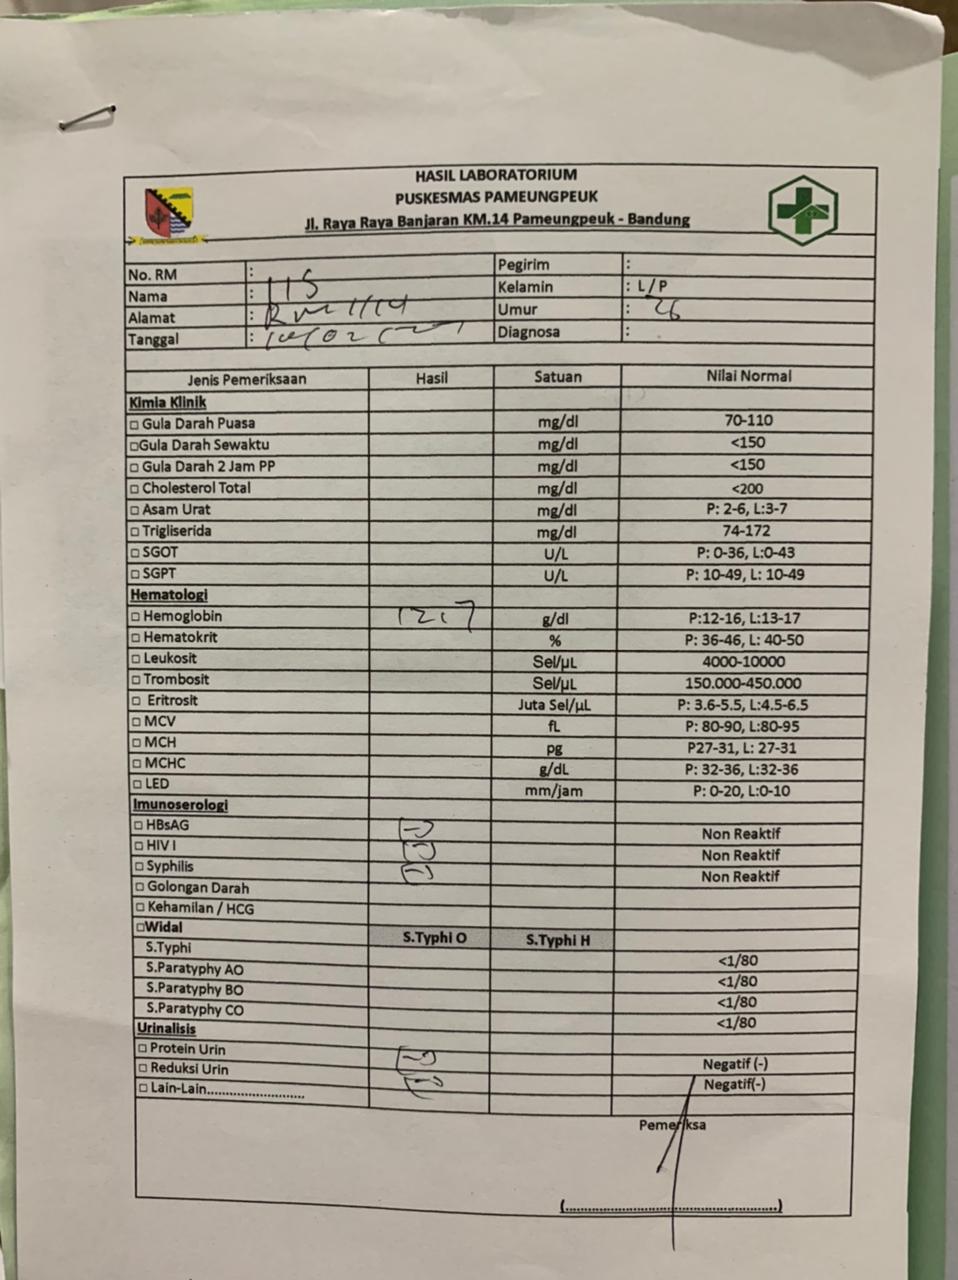 HASIL LABORATORIUM
PUSKESMAS PAMEUNGPEUK
Jl. Raya Raya Banjaran KM.14 Pameungpeuk - Bandung
No. RM : Pegirim :
Nama : IIS Kelamin : L/P
Alamat : Rw 1/14 Umur : 26
Tanggal : Diagnosa :
Jenis Pemeriksaan Hasil Satuan Nilai Normal
Kimia Klinik
□ Gula Darah Puasa mg/dl 70-110
□Gula Darah Sewaktu mg/dl <150
□ Gula Darah 2 Jam PP mg/dl <150
□ Cholesterol Total mg/dl <200
□ Asam Urat mg/dl P: 2-6, L:3-7
□ Trigliserida mg/dl 74-172
□ SGOT U/L P: 0-36, L:0-43
□ SGPT U/L P: 10-49, L: 10-49
Hematologi
□ Hemoglobin 12,7 g/dl P:12-16, L:13-17
□ Hematokrit % P: 36-46, L: 40-50
□ Leukosit Sel/µL 4000-10000
□ Trombosit Sel/µL 150.000-450.000
□ Eritrosit Juta Sel/µL P: 3.6-5.5, L:4.5-6.5
□ MCV fL P: 80-90, L:80-95
□ MCH pg P27-31, L: 27-31
□ MCHC g/dL P: 32-36, L:32-36
□ LED mm/jam P: 0-20, L:0-10
Imunoserologi
□ HBsAG (-) Non Reaktif
□ HIV I (-) Non Reaktif
□ Syphilis (-) Non Reaktif
□ Golongan Darah
□ Kehamilan / HCG
□Widal S.Typhi O S.Typhi H
S.Typhi <1/80
S.Paratyphy AO <1/80
S.Paratyphy BO <1/80
S.Paratyphy CO <1/80
Urinalisis
□ Protein Urin (-) Negatif (-)
□ Reduksi Urin (-) Negatif(-)
□ Lain-Lain..........................
Pemeriksa
(..................................................)